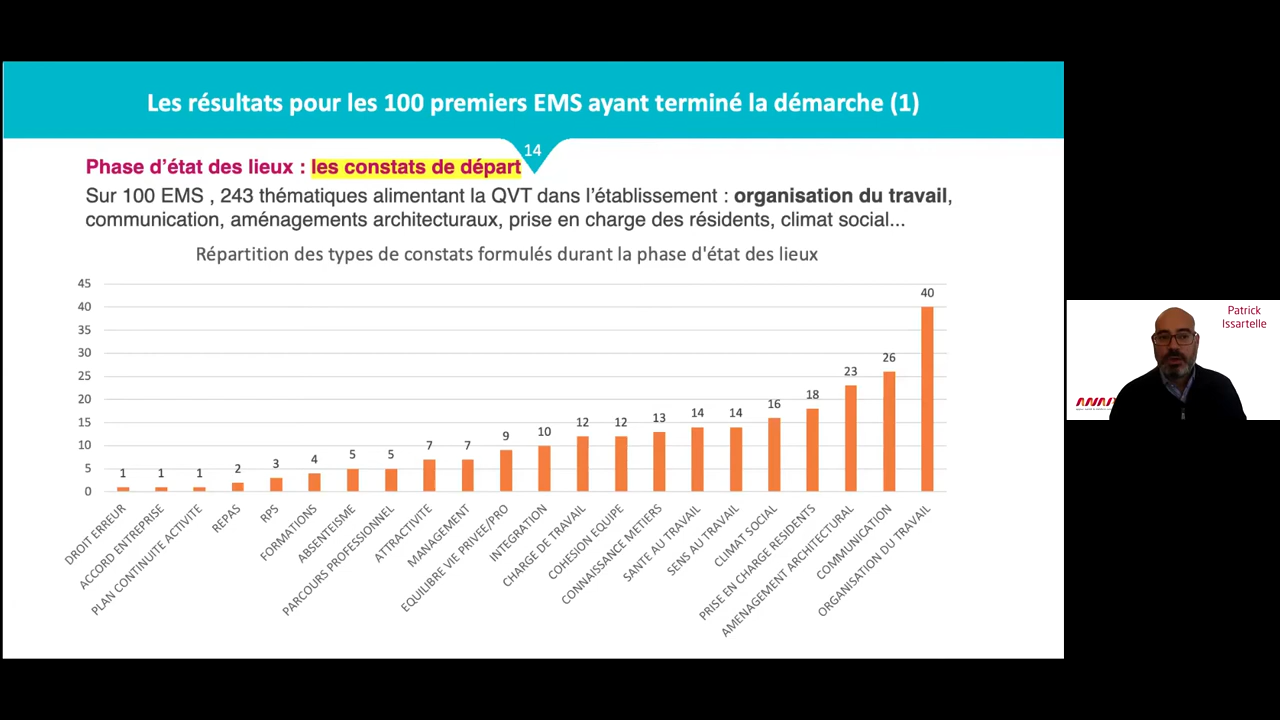 Les résultats pour les 100 premiers EMS ayant terminé la démarche (1)
14
Phase d’état des lieux : les constats de départ
Sur 100 EMS , 243 thématiques alimentant la QVT dans l’établissement : organisation du travail,
communication, aménagements architecturaux, prise en charge des résidents, climat social...
Répartition des types de constats formulés durant la phase d'état des lieux
45
40
35
30
25
20
15
10
5
0
1
1
1
2
3
4
5
5
7
7
9
10
12
12
13
14
14
16
18
23
26
40
DROIT ERREUR
ACCORD ENTREPRISE
PLAN CONTINUITE ACTIVITE
REPAS
RPS
FORMATIONS
ABSENTEISME
PARCOURS PROFESSIONNEL
ATTRACTIVITE
MANAGEMENT
EQUILIBRE VIE PRIVEE/PRO
INTEGRATION
CHARGE DE TRAVAIL
COHESION EQUIPE
CONNAISSANCE METIERS
SANTE AU TRAVAIL
SENS AU TRAVAIL
CLIMAT SOCIAL
PRISE EN CHARGE RESIDENTS
AMENAGEMENT ARCHITECTURAL
COMMUNICATION
ORGANISATION DU TRAVAIL
Patrick
Issartelle